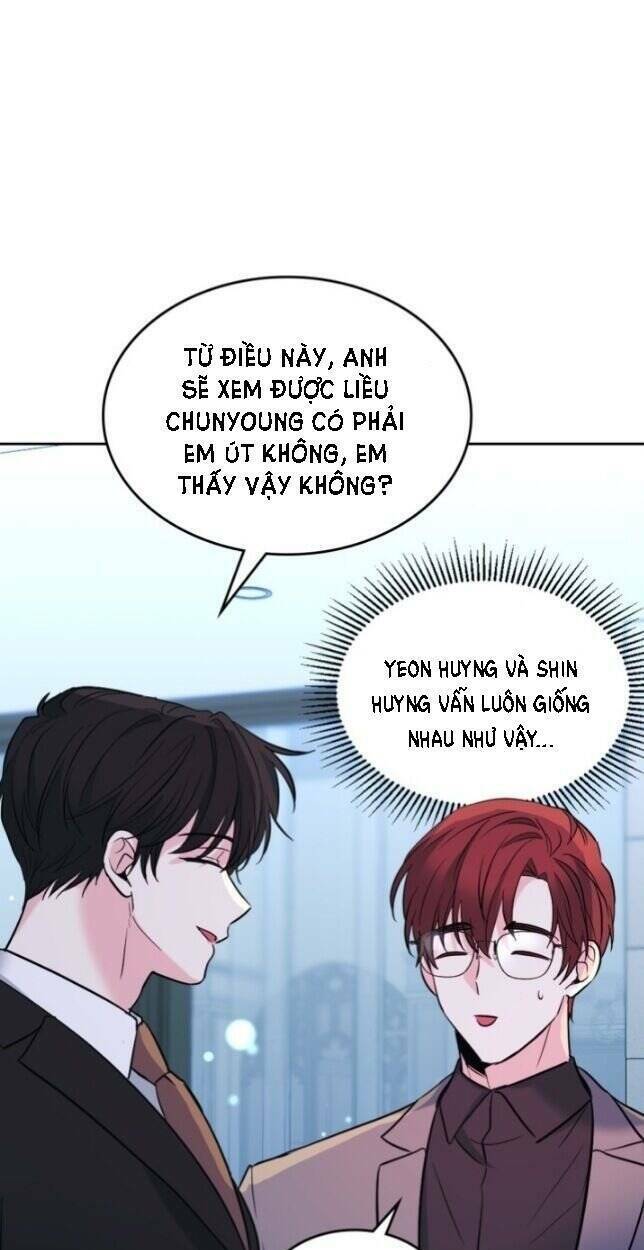 TỪ ĐIỀU NÀY, ANH
SẼ XEM ĐƯỢC LIỀU
CHUNYOUNG CÓ PHẢI
EM ÚT KHÔNG, EM
THẤY VẬY KHÔNG?
YEON HUYNG VÀ SHIN
HUYNG VẪN LUÔN GIỐNG
NHAU NHƯ VẬY...